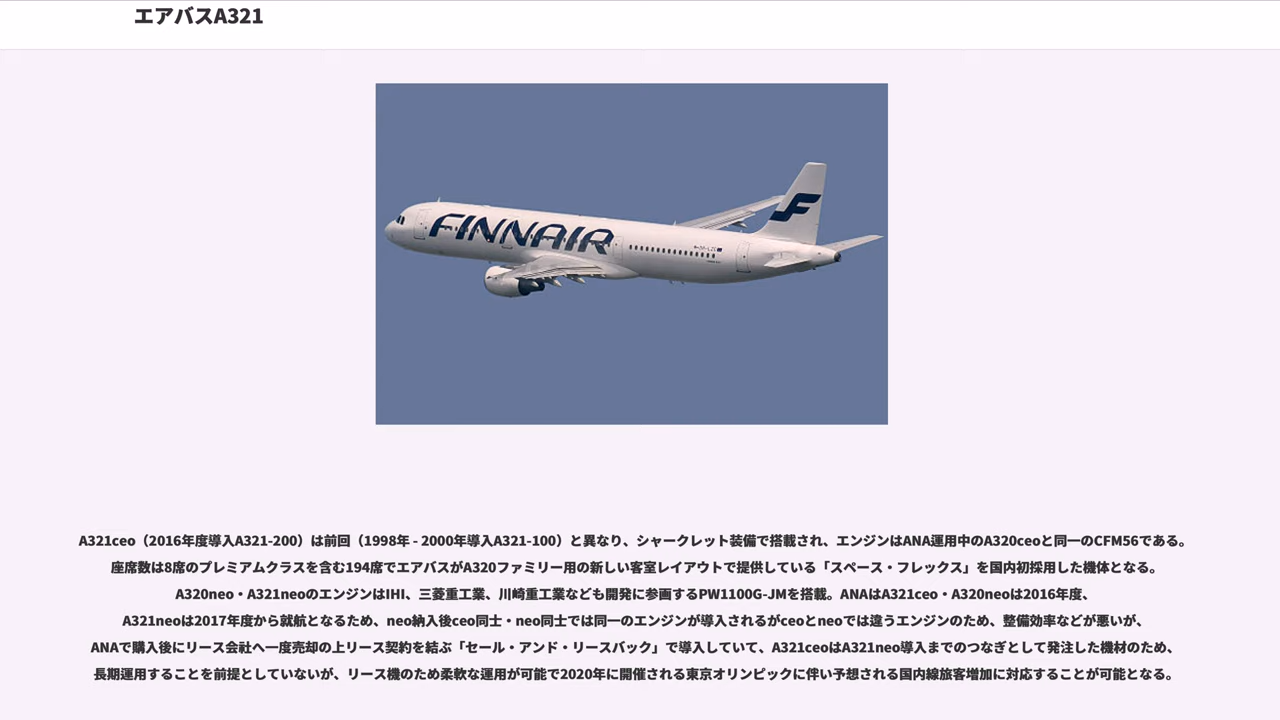 エアバスA321
FINNAIR
A321ceo（2016年度導入A321-200）は前回（1998年 - 2000年導入A321-100）と異なり、シャークレット装備で搭載され、エンジンはANA運用中のA320ceoと同一のCFM56である。
座席数は8席のプレミアムクラスを含む194席でエアバスがA320ファミリー用の新しい客室レイアウトで提供している「スペース・フレックス」を国内初採用した機体となる。
A320neo・A321neoのエンジンはIHI、三菱重工業、川崎重工業なども開発に参画するPW1100G-JMを搭載。ANAはA321ceo・A320neoは2016年度、
A321neoは2017年度から就航となるため、neo納入後ceo同士・neo同士では同一のエンジンが導入されるがceoとneoでは違うエンジンのため、整備効率などが悪いが、
ANAで購入後にリース会社へ一度売却の上リース契約を結ぶ「セール・アンド・リースバック」で導入していて、A321ceoはA321neo導入までのつなぎとして発注した機材のため、
長期運用することを前提としていないが、リース機のため柔軟な運用が可能で2020年に開催される東京オリンピックに伴い予想される国内線旅客増加に対応することが可能となる。